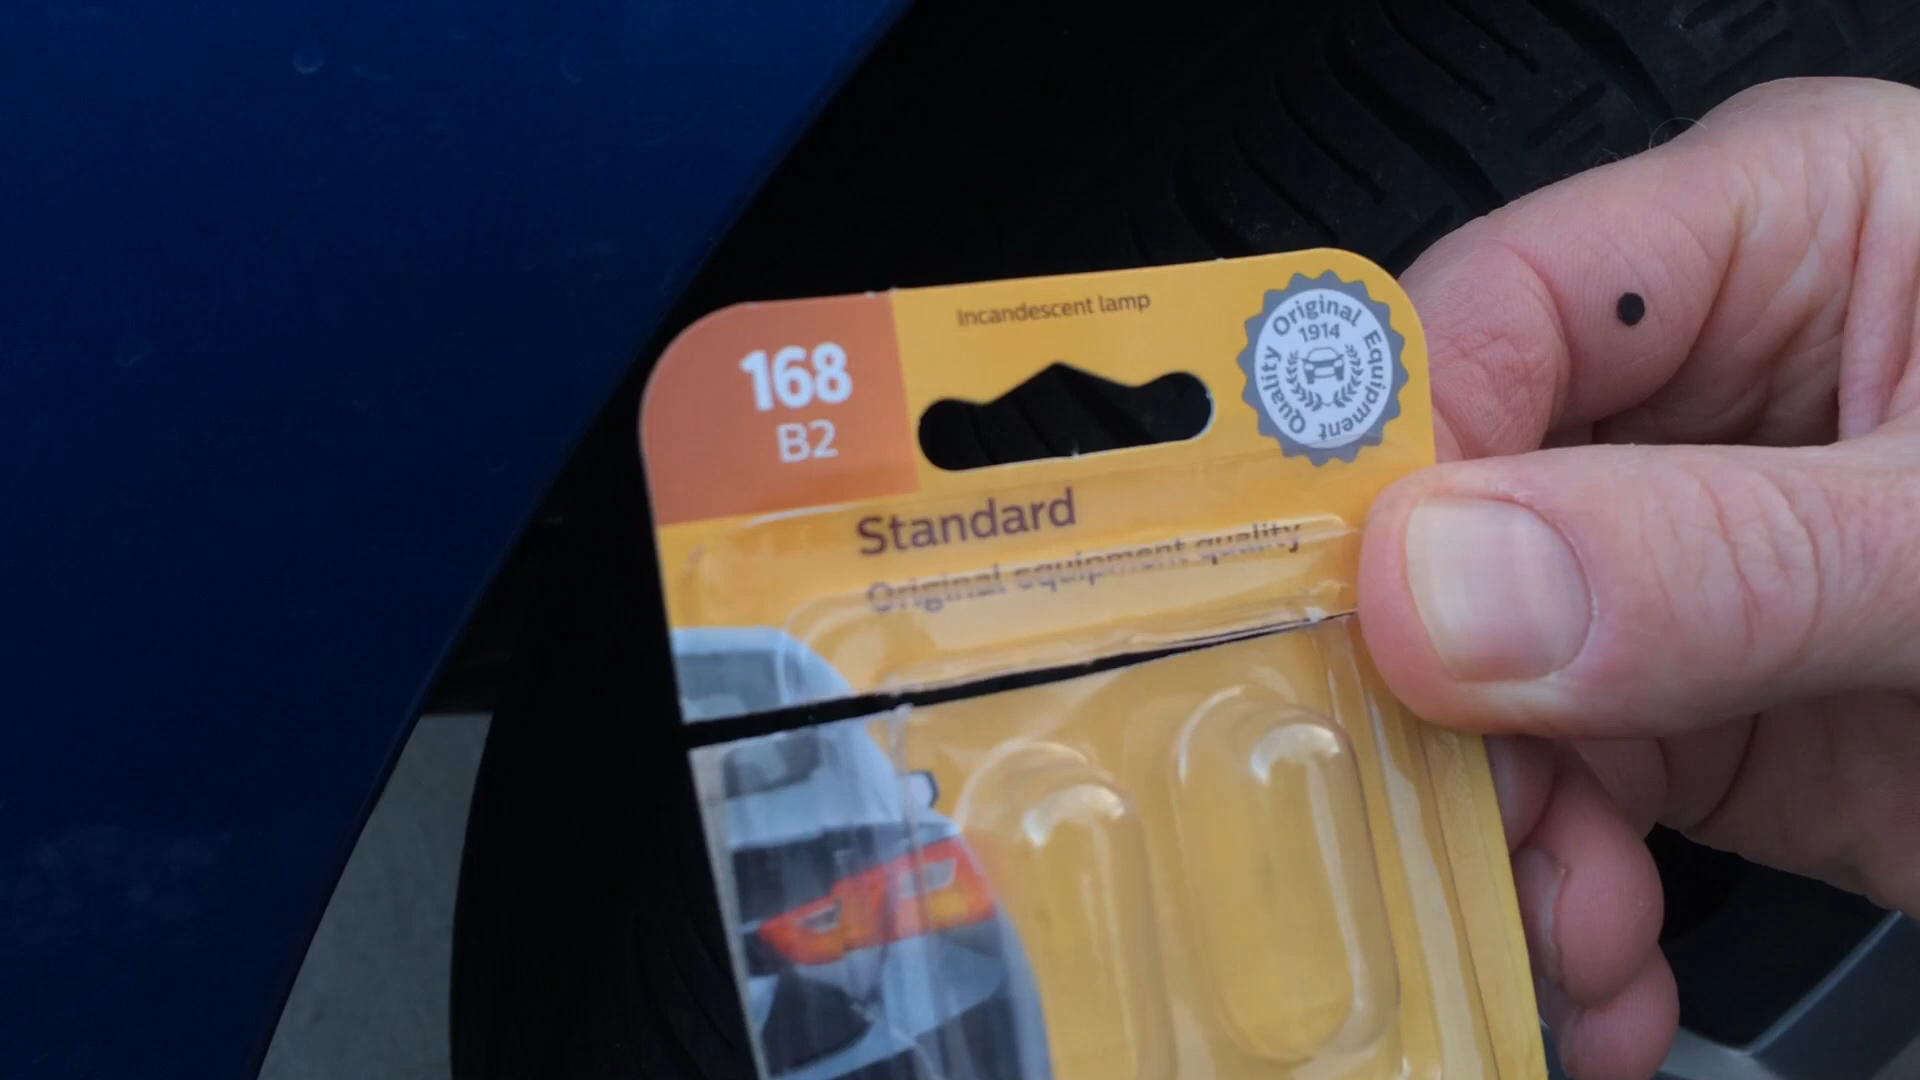 Incandescent lamp
168
B2
Original Equipment Quality
1914
Standard
Original equipment quality